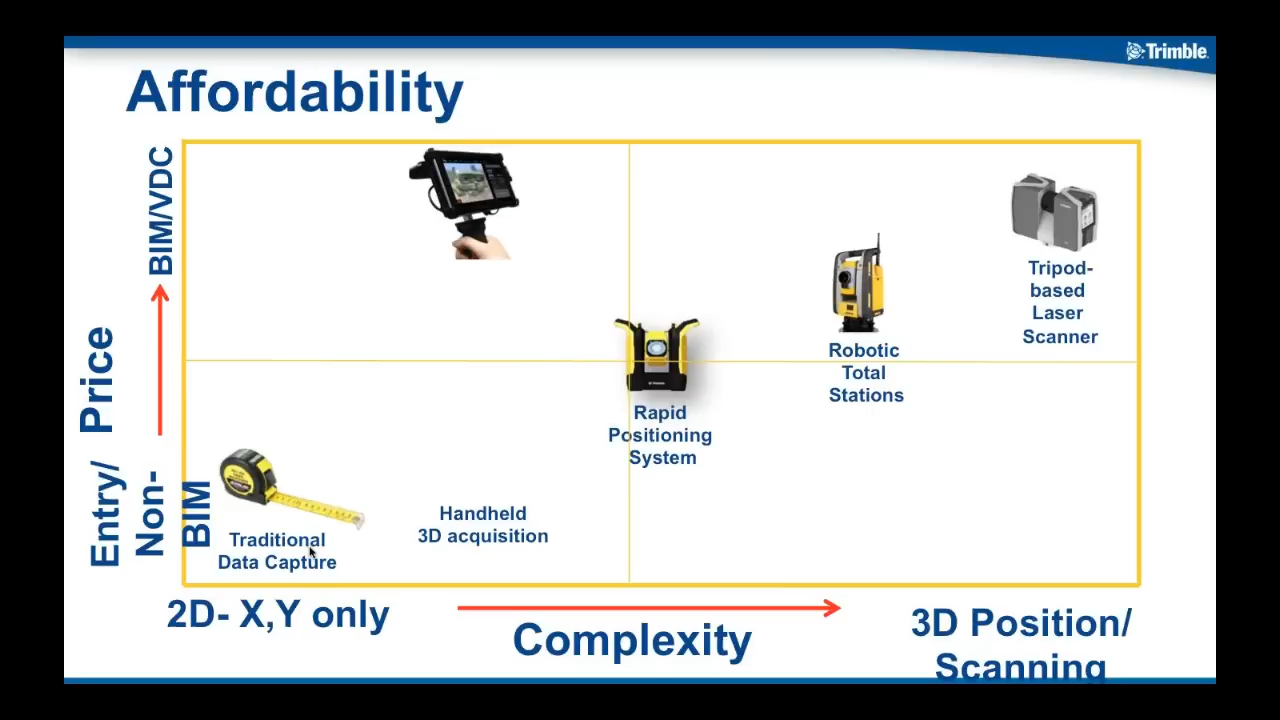 Trimble
Affordability
BIM/VDC
Price
Entry/
Non-
BIM
Tripod-
based
Laser
Scanner
Robotic
Total
Stations
Rapid
Positioning
System
Handheld
3D acquisition
Traditional
Data Capture
2D- X,Y only
Complexity
3D Position/
Scanning